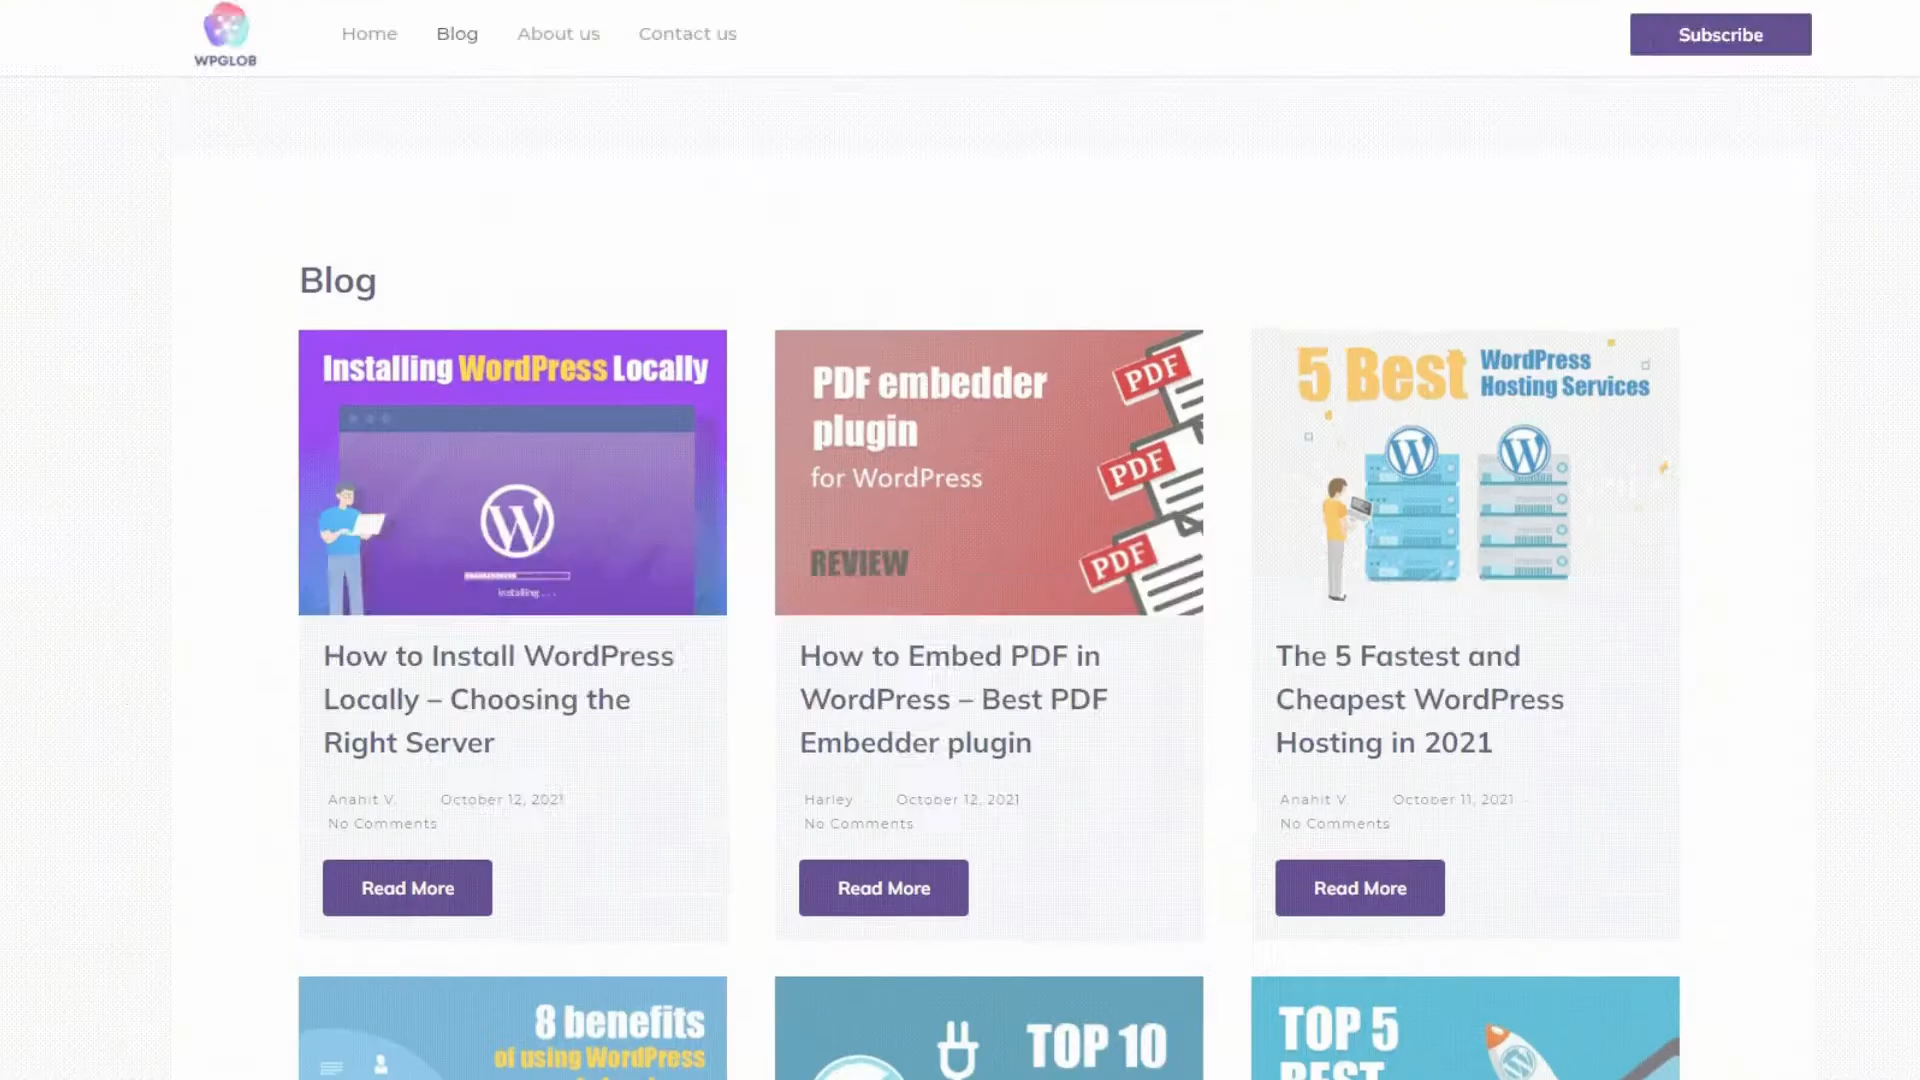 WPGLOB
Home
Blog
About us
Contact us
Subscribe
Blog
Installing WordPress Locally
Installing...
How to Install WordPress
Locally – Choosing the
Right Server
Anahit V. October 12, 2021
No Comments
Read More
PDF embedder
plugin
for WordPress
REVIEW
PDF
PDF
PDF
How to Embed PDF in
WordPress – Best PDF
Embedder plugin
Harley October 12, 2021
No Comments
Read More
5 Best
WordPress
Hosting Services
The 5 Fastest and
Cheapest WordPress
Hosting in 2021
Anahit V. October 11, 2021
No Comments
Read More
8 benefits
of using WordPress
TOP 10
TOP 5
BEST